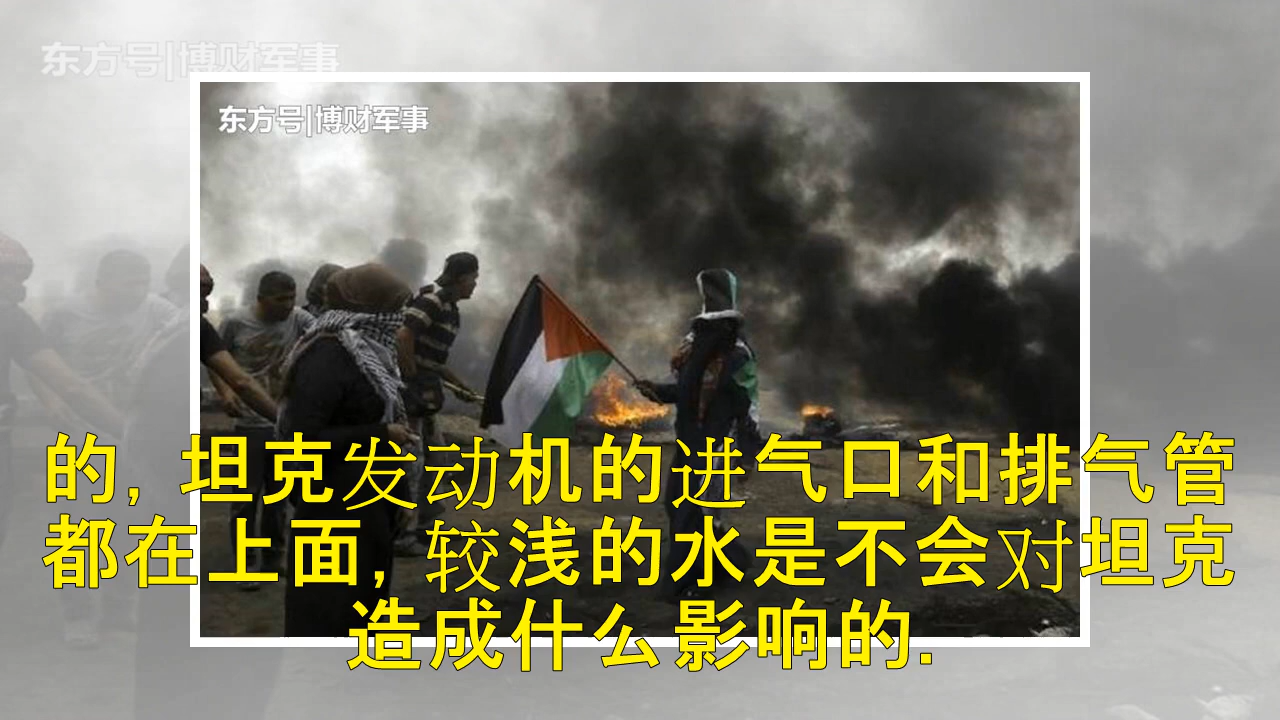 东方号|博财军事
东方号|博财军事
的, 坦克发动机的进气口和排气管
都在上面, 较浅的水是不会对坦克
造成什么影响的.